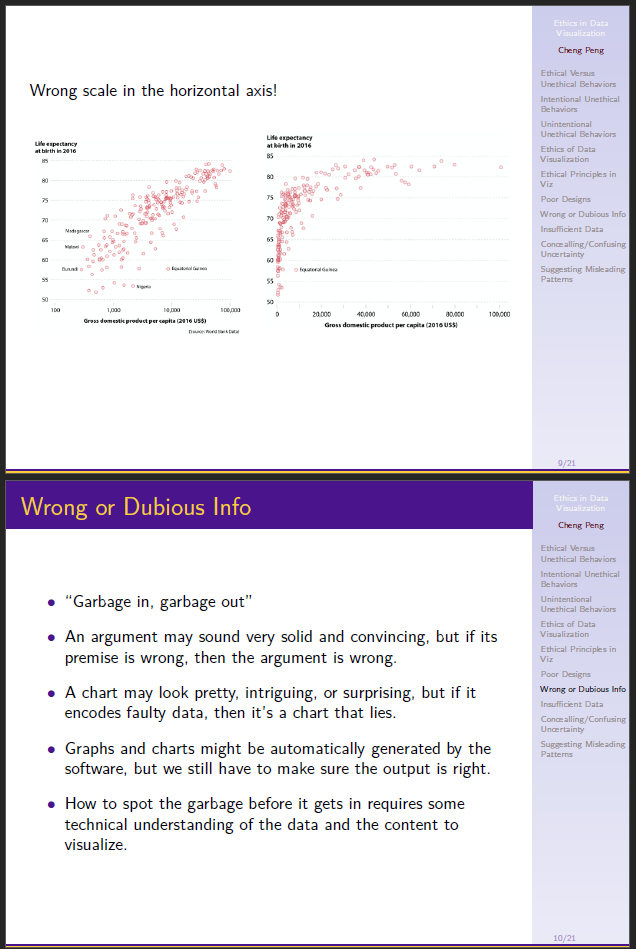 Wrong scale in the horizontal axis!
Life expectancy
at birth in 2016
85
80
75
70
65
60
55
50
Madagascar
Malawi
Burundi
Equatorial Guinea
Nigeria
100
1,000
10,000
100,000
Gross domestic product per capita (2016 US$)
(Source: World Bank Data)
Life expectancy
at birth in 2016
85
80
75
70
65
60
55
50
Equatorial Guinea
0
20,000
40,000
60,000
80,000
100,000
Gross domestic product per capita (2016 US$)
Ethics in Data
Visualization
Cheng Peng
Ethical Versus
Unethical Behaviors
Intentional Unethical
Behaviors
Unintentional
Unethical Behaviors
Ethics of Data
Visualization
Ethical Principles in
Viz
Poor Designs
Wrong or Dubious Info
Insufficient Data
Concealling/Confusing
Uncertainty
Suggesting Misleading
Patterns
9/21
Wrong or Dubious Info
• “Garbage in, garbage out”
• An argument may sound very solid and convincing, but if its
premise is wrong, then the argument is wrong.
• A chart may look pretty, intriguing, or surprising, but if it
encodes faulty data, then it’s a chart that lies.
• Graphs and charts might be automatically generated by the
software, but we still have to make sure the output is right.
• How to spot the garbage before it gets in requires some
technical understanding of the data and the content to
visualize.
Ethics in Data
Visualization
Cheng Peng
Ethical Versus
Unethical Behaviors
Intentional Unethical
Behaviors
Unintentional
Unethical Behaviors
Ethics of Data
Visualization
Ethical Principles in
Viz
Poor Designs
Wrong or Dubious Info
Insufficient Data
Concealling/Confusing
Uncertainty
Suggesting Misleading
Patterns
10/21